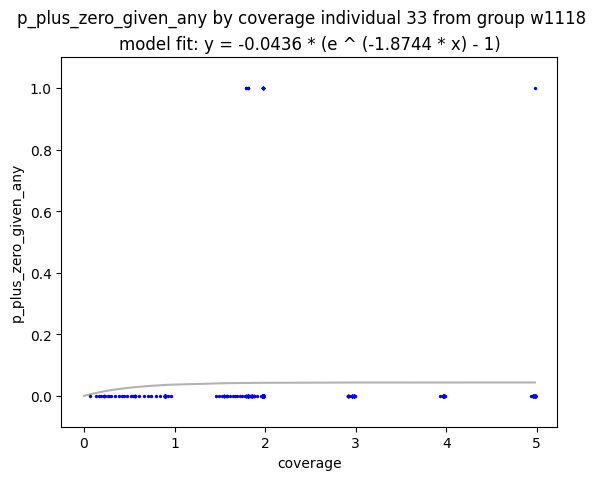 p_plus_zero_given_any by coverage individual 33 from group w1118
model fit: y = -0.0436 * (e ^ (-1.8744 * x) - 1)
1.0
0.8
0.6
0.4
0.2
0.0
p_plus_zero_given_any
0 1 2 3 4 5
coverage